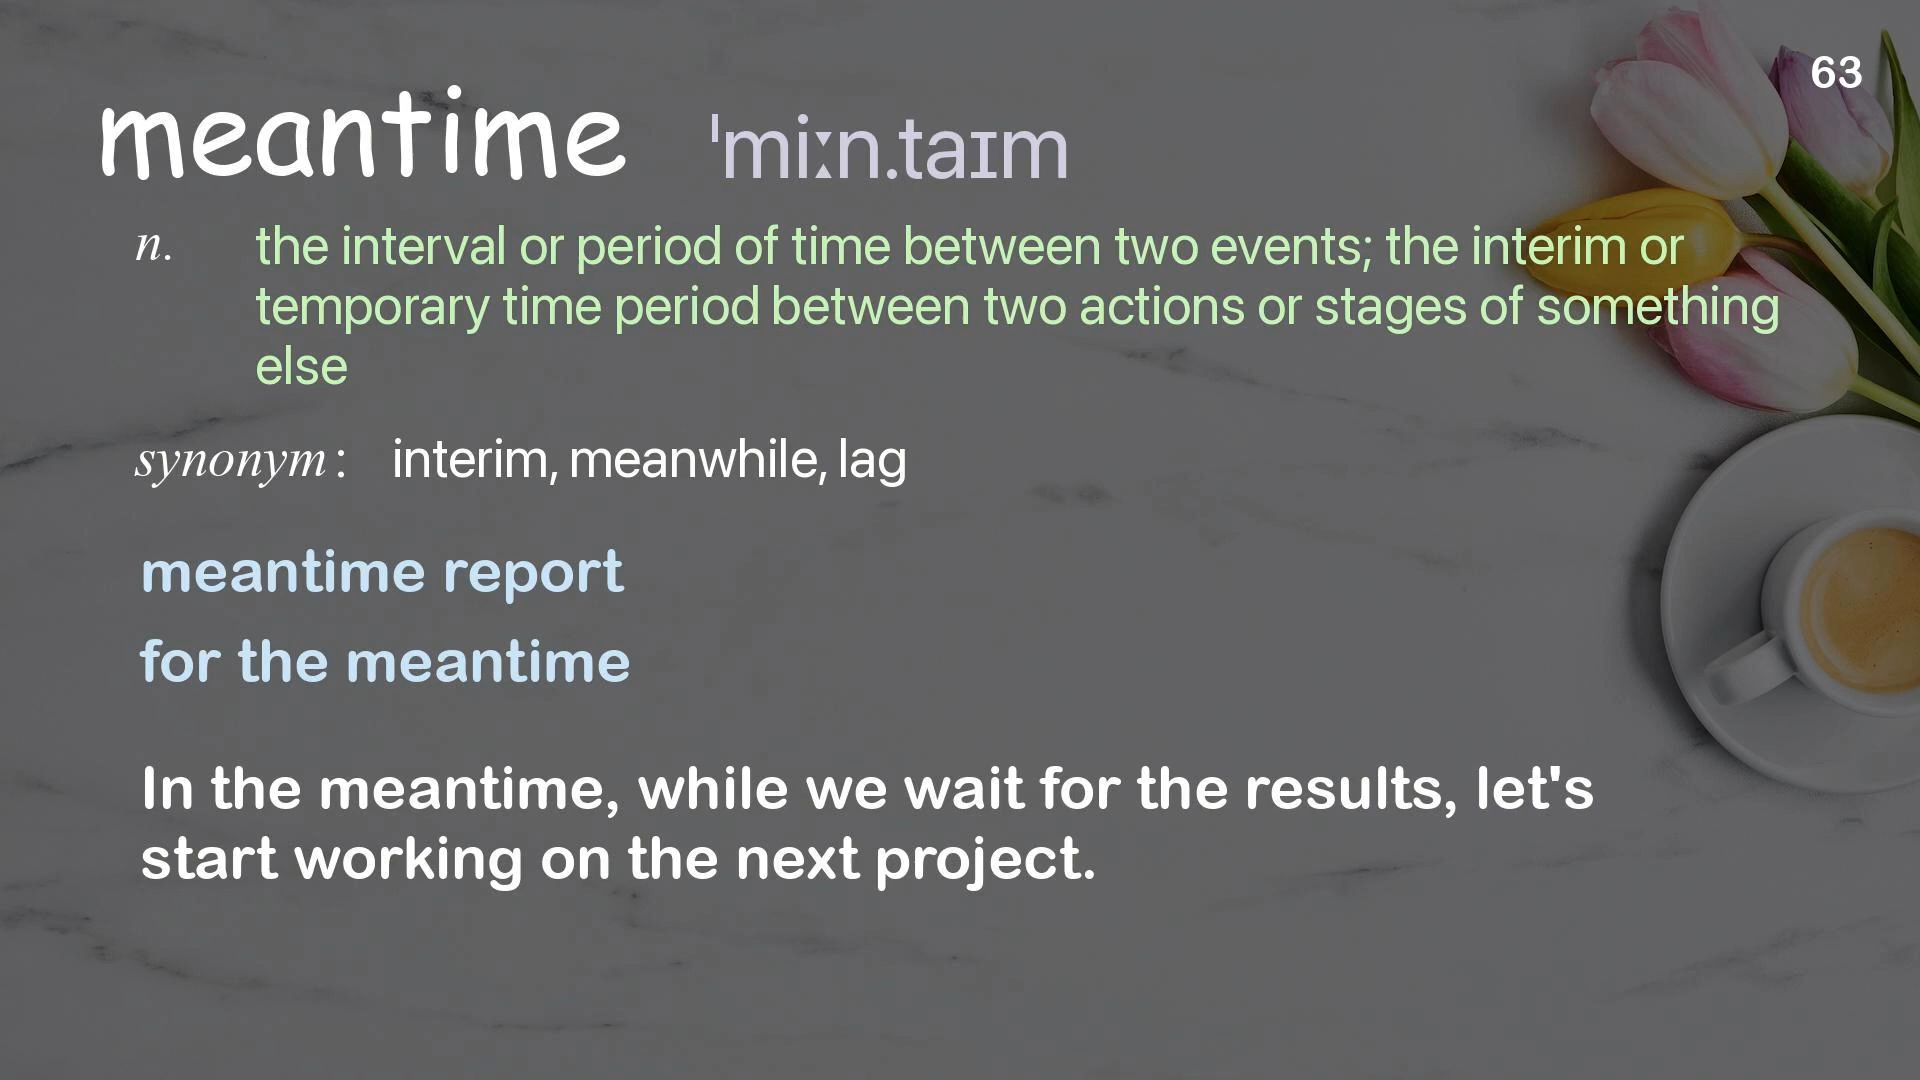 63
meantime ˈmiːn.taɪm
n. the interval or period of time between two events; the interim or
temporary time period between two actions or stages of something
else
synonym: interim, meanwhile, lag
meantime report
for the meantime
In the meantime, while we wait for the results, let's
start working on the next project.